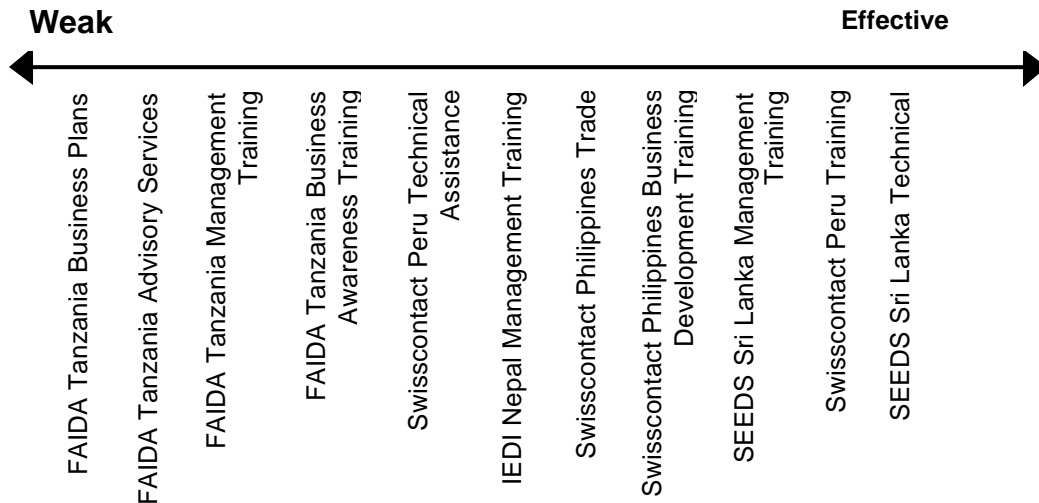 Weak
Effective
FAIDA Tanzania Business Plans
FAIDA Tanzania Advisory Services
FAIDA Tanzania Management
Training
FAIDA Tanzania Business
Awareness Training
Swisscontact Peru Technical
Assistance
IEDI Nepal Management Training
Swisscontact Philippines Trade
Swisscontact Philippines Business
Development Training
SEEDS Sri Lanka Management
Training
Swisscontact Peru Training
SEEDS Sri Lanka Technical